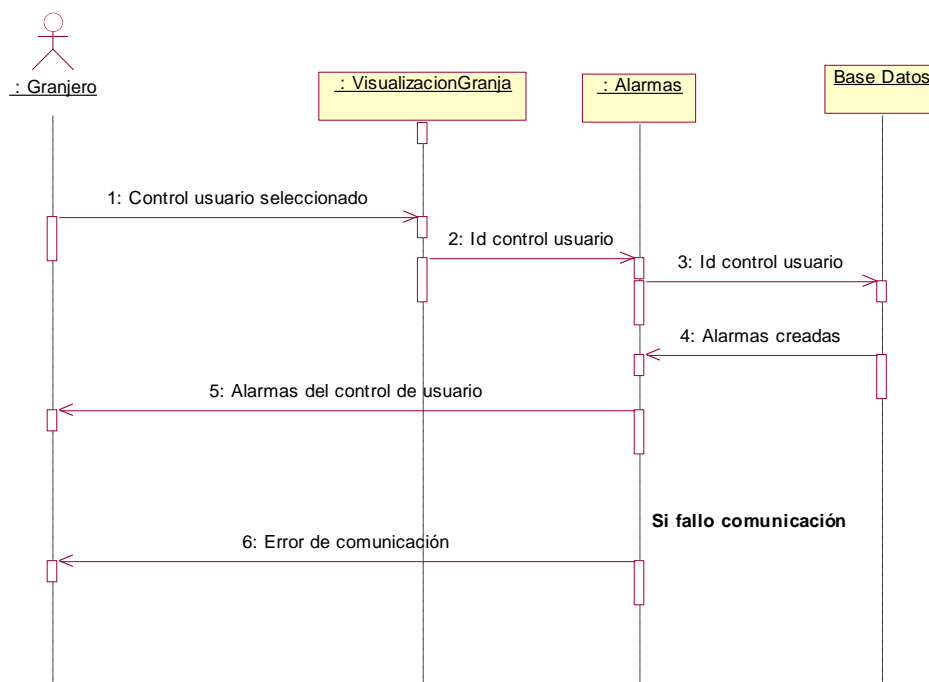 : Granjero
: VisualizacionGranja
: Alarmas
Base Datos
1: Control usuario seleccionado
2: Id control usuario
3: Id control usuario
4: Alarmas creadas
5: Alarmas del control de usuario
Si fallo comunicación
6: Error de comunicación